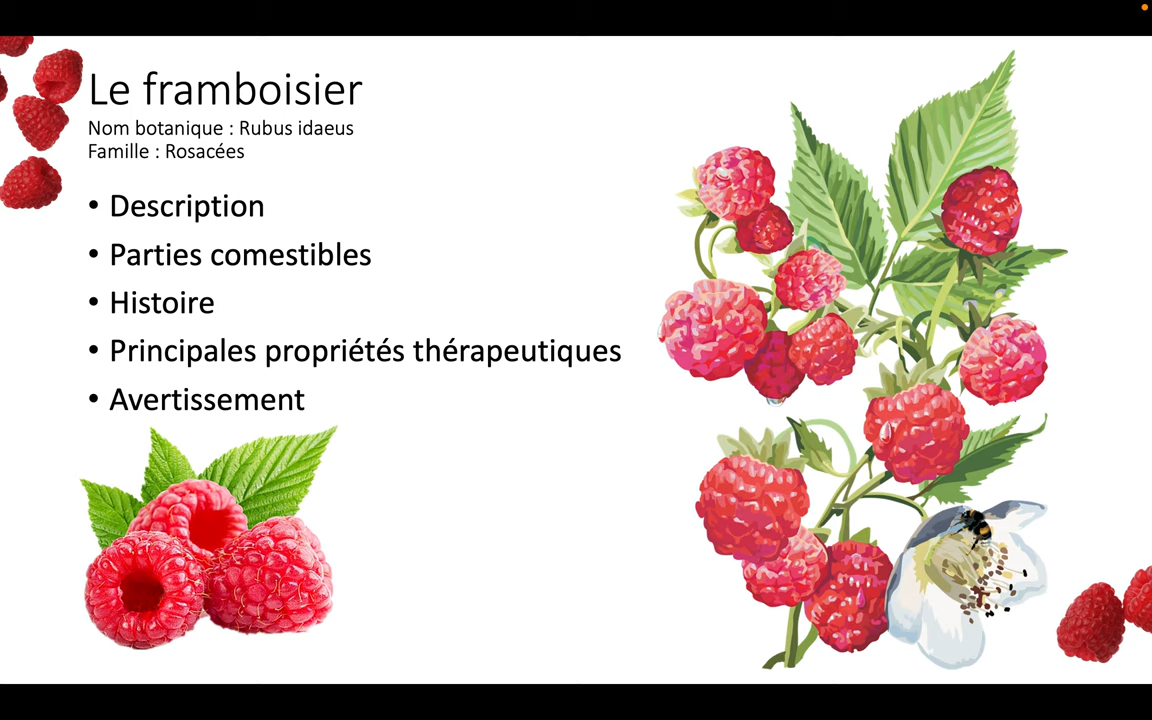 Le framboisier
Nom botanique : Rubus idaeus
Famille : Rosacées
• Description
• Parties comestibles
• Histoire
• Principales propriétés thérapeutiques
• Avertissement